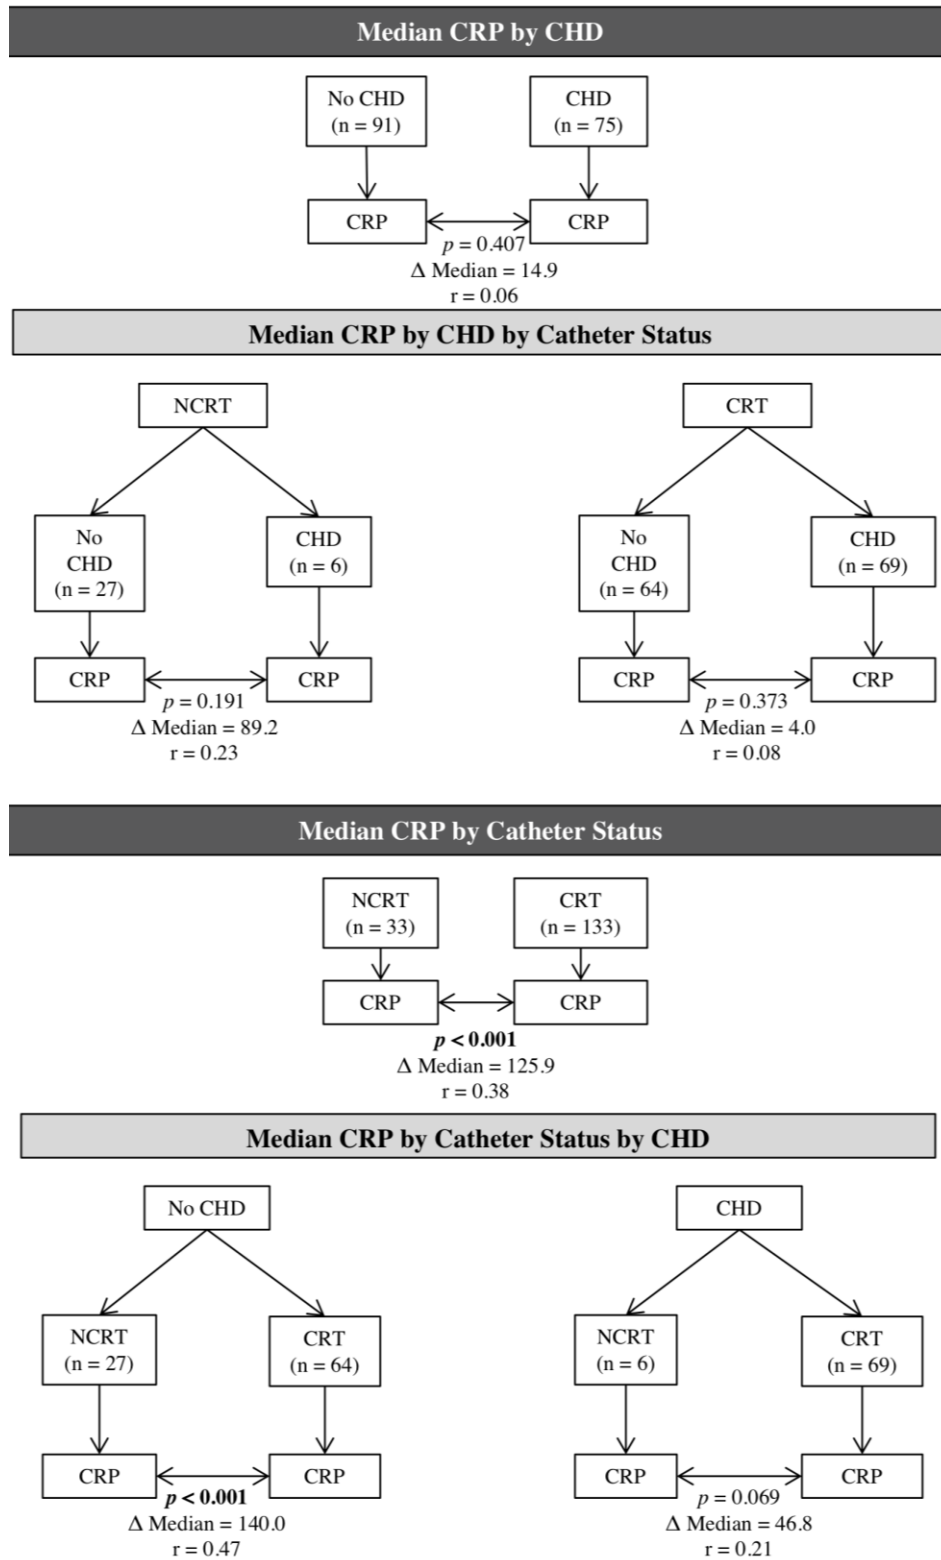 Median CRP by CHD
No CHD
(n = 91)
CHD
(n = 75)
CRP
CRP
p = 0.407
Δ Median = 14.9
r = 0.06
Median CRP by CHD by Catheter Status
NCRT
CRT
No
CHD
(n = 27)
CHD
(n = 6)
No
CHD
(n = 64)
CHD
(n = 69)
CRP
CRP
CRP
CRP
p = 0.191
Δ Median = 89.2
r = 0.23
p = 0.373
Δ Median = 4.0
r = 0.08
Median CRP by Catheter Status
NCRT
(n = 33)
CRT
(n = 133)
CRP
CRP
p < 0.001
Δ Median = 125.9
r = 0.38
Median CRP by Catheter Status by CHD
No CHD
CHD
NCRT
(n = 27)
CRT
(n = 64)
NCRT
(n = 6)
CRT
(n = 69)
CRP
CRP
CRP
CRP
p < 0.001
Δ Median = 140.0
r = 0.47
p = 0.069
Δ Median = 46.8
r = 0.21